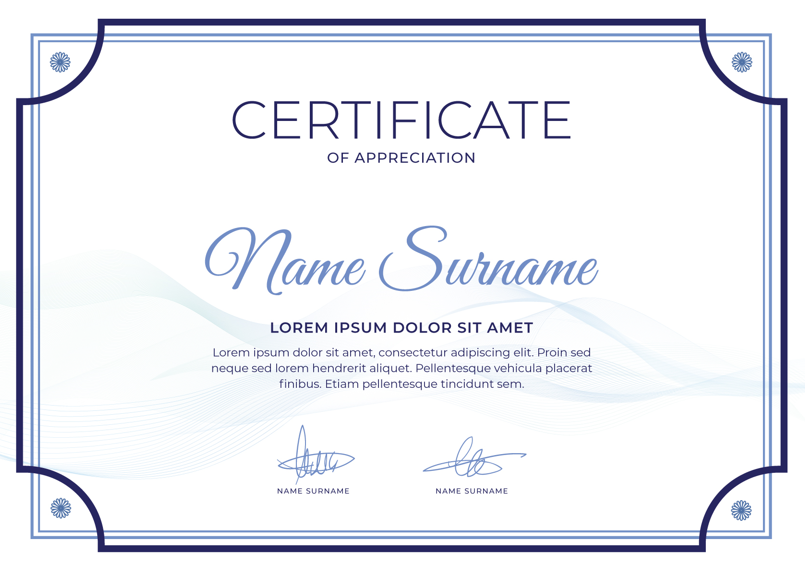 CERTIFICATE
OF APPRECIATION
Name Surname
LOREM IPSUM DOLOR SIT AMET
Lorem ipsum dolor sit amet, consectetur adipiscing elit. Proin sed
neque sed lorem hendrerit aliquet. Pellentesque vehicula placerat
finibus. Etiam pellentesque tincidunt sem.
NAME SURNAME NAME SURNAME